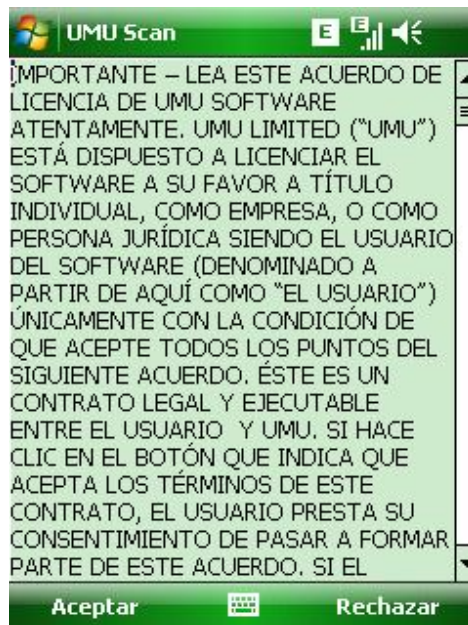 UMU Scan
E
E
IMPORTANTE – LEA ESTE ACUERDO DE
LICENCIA DE UMU SOFTWARE
ATENTAMENTE. UMU LIMITED (“UMU”)
ESTÁ DISPUESTO A LICENCIAR EL
SOFTWARE A SU FAVOR A TÍTULO
INDIVIDUAL, COMO EMPRESA, O COMO
PERSONA JURÍDICA SIENDO EL USUARIO
DEL SOFTWARE (DENOMINADO A
PARTIR DE AQUÍ COMO “EL USUARIO”)
ÚNICAMENTE CON LA CONDICIÓN DE
QUE ACEPTE TODOS LOS PUNTOS DEL
SIGUIENTE ACUERDO. ÉSTE ES UN
CONTRATO LEGAL Y EJECUTABLE
ENTRE EL USUARIO  Y UMU. SI HACE
CLIC EN EL BOTÓN QUE INDICA QUE
ACEPTA LOS TÉRMINOS DE ESTE
CONTRATO, EL USUARIO PRESTA SU
CONSENTIMIENTO DE PASAR A FORMAR
PARTE DE ESTE ACUERDO. SI EL
Aceptar
Rechazar